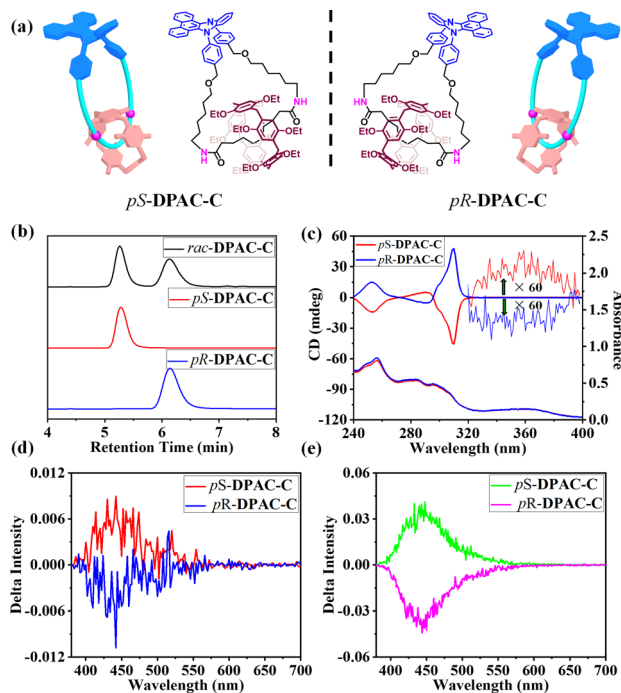 (a)
N N
O
O
NH
HN
O
O
OEt
OEt
EtO
EtO
OEt
EtO
OEt
EtO
N N
O
O
HN
NH
O
O
EtO
EtO
OEt
OEt
EtO
OEt
EtO
OEt
pS-DPAC-C
pR-DPAC-C
(b)
rac-DPAC-C
pS-DPAC-C
pR-DPAC-C
4 5 6 7 8
Retention Time (min)
(c)
pS-DPAC-C
pR-DPAC-C
× 60
× 60
60
30
0
-30
-60
-90
-120
CD (mdeg)
2.5
2.0
1.5
1.0
0.5
0.0
Absorbance
240 280 320 360 400
Wavelength (nm)
(d)
pS-DPAC-C
pR-DPAC-C
0.012
0.006
0.000
-0.006
-0.012
Delta Intensity
400 450 500 550 600 650 700
Wavelength (nm)
(e)
pS-DPAC-C
pR-DPAC-C
0.06
0.03
0.00
-0.03
-0.06
Delta Intensity
400 450 500 550 600 650 700
Wavelength (nm)